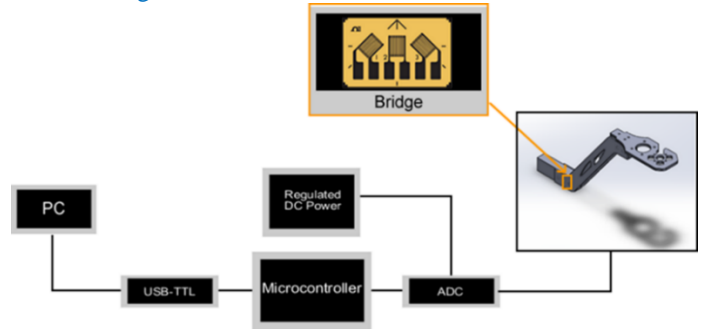 Bridge
Regulated
DC Power
PC
USB-TTL
Microcontroller
ADC